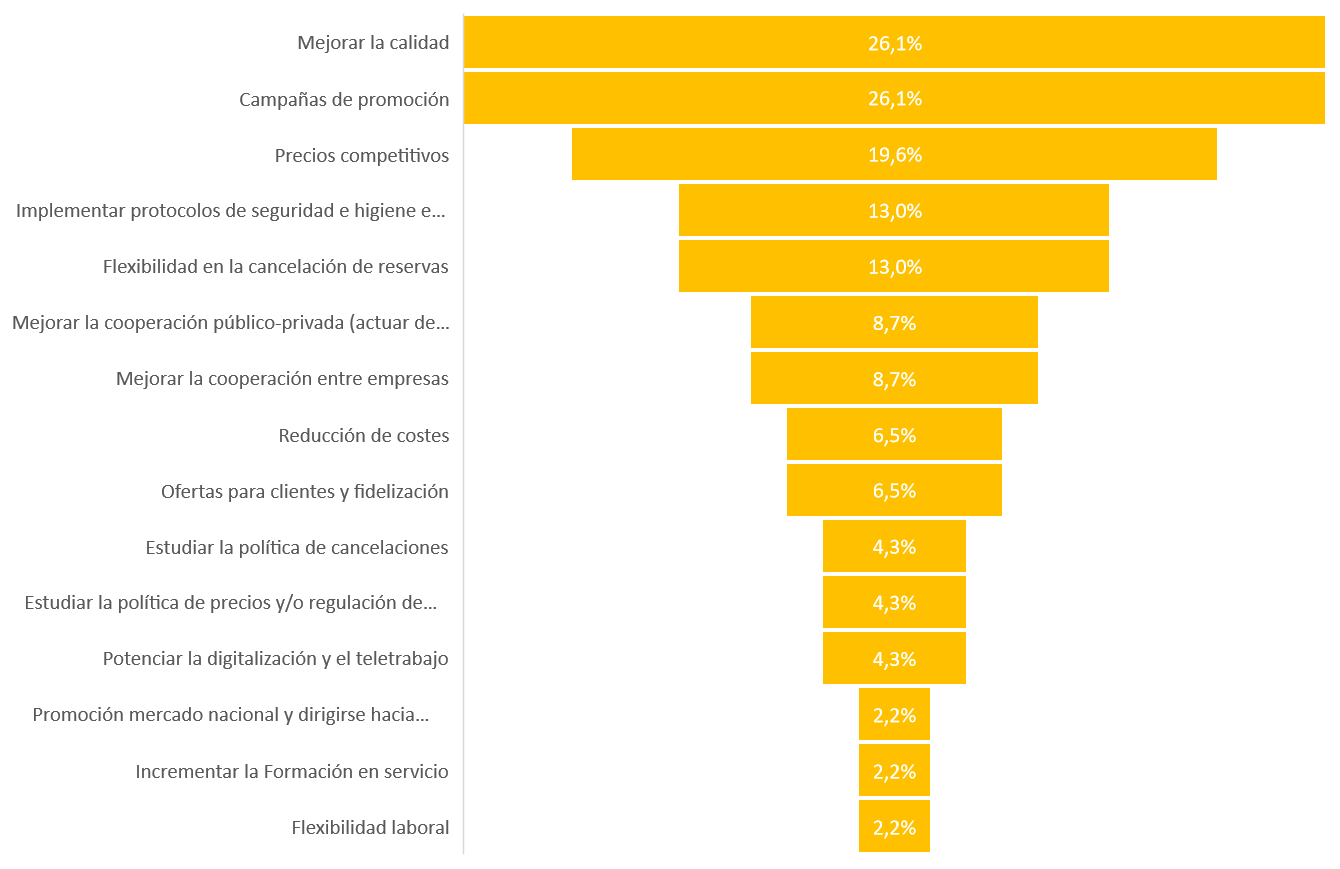 Mejorar la calidad 26,1%
Campañas de promoción 26,1%
Precios competitivos 19,6%
Implementar protocolos de seguridad e higiene e... 13,0%
Flexibilidad en la cancelación de reservas 13,0%
Mejorar la cooperación público-privada (actuar de... 8,7%
Mejorar la cooperación entre empresas 8,7%
Reducción de costes 6,5%
Ofertas para clientes y fidelización 6,5%
Estudiar la política de cancelaciones 4,3%
Estudiar la política de precios y/o regulación de... 4,3%
Potenciar la digitalización y el teletrabajo 4,3%
Promoción mercado nacional y dirigirse hacia... 2,2%
Incrementar la Formación en servicio 2,2%
Flexibilidad laboral 2,2%